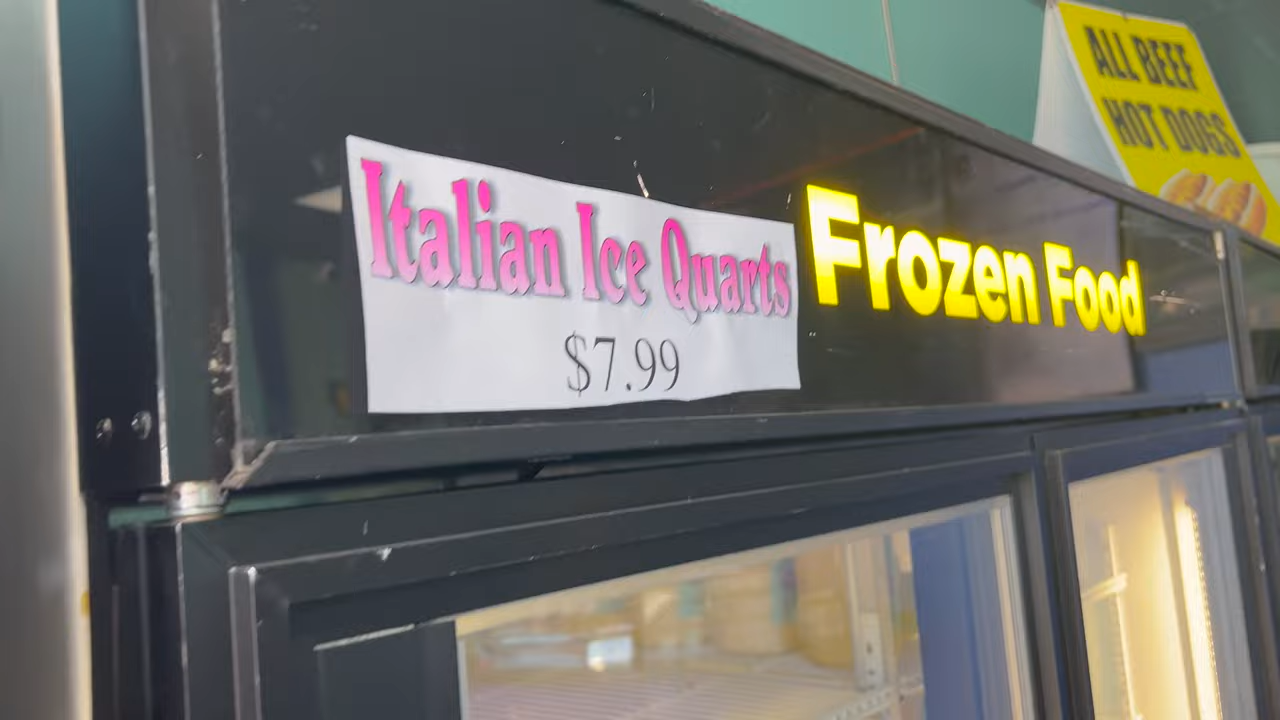 Italian Ice Quarts
$7.99
Frozen Food
ALL BEEF
HOT DOGS